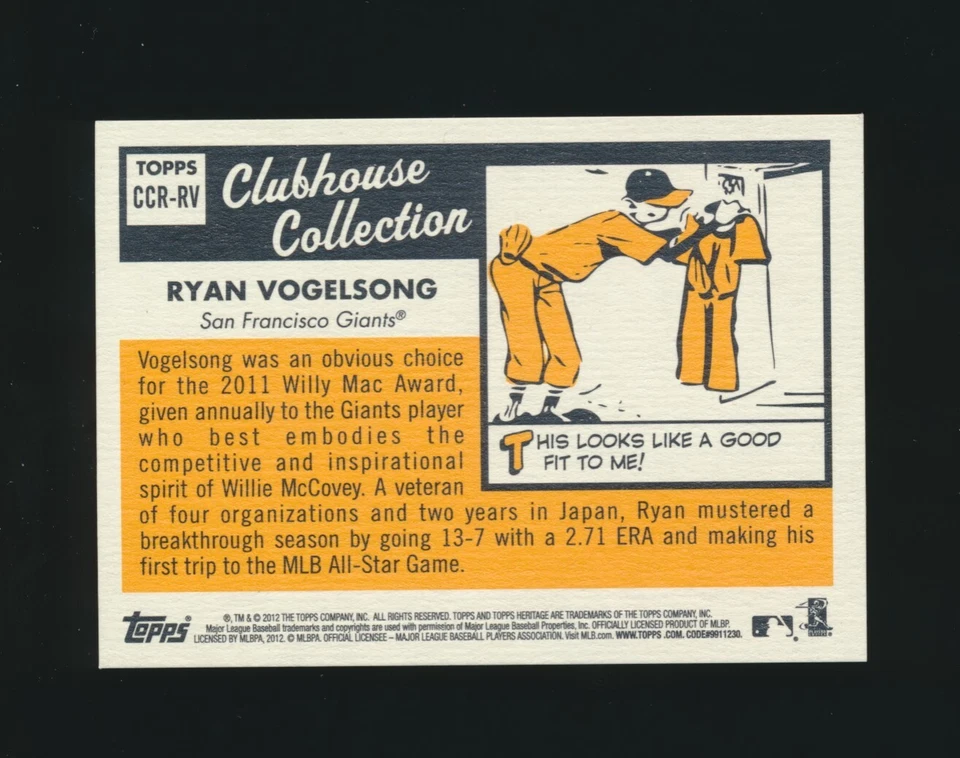 TOPPS
CCR-RV
Clubhouse
Collection
RYAN VOGELSONG
San Francisco Giants®
Vogelsong was an obvious choice
for the 2011 Willy Mac Award,
given annually to the Giants player
who best embodies the
competitive and inspirational
spirit of Willie McCovey. A veteran
of four organizations and two years in Japan, Ryan mustered a
breakthrough season by going 13-7 with a 2.71 ERA and making his
first trip to the MLB All-Star Game.
THIS LOOKS LIKE A GOOD
FIT TO ME!
Topps®
®, TM & © 2012 THE TOPPS COMPANY, INC. ALL RIGHTS RESERVED. TOPPS AND TOPPS HERITAGE ARE TRADEMARKS OF THE TOPPS COMPANY, INC.
Major League Baseball trademarks and copyrights are used with permission of Major League Baseball Properties, Inc. OFFICIALLY LICENSED PRODUCT OF MLBP.
LICENSED BY MLBPA, 2012. © MLBPA. OFFICIAL LICENSEE – MAJOR LEAGUE BASEBALL PLAYERS ASSOCIATION. Visit MLB.com. WWW.TOPPS.COM. CODE#9911230.